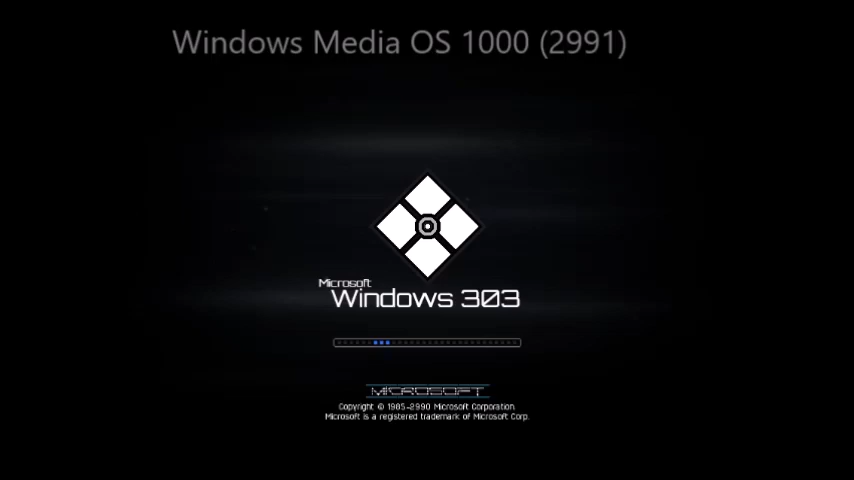 Windows Media OS 1000 (2991)
Microsoft
Windows 303
MICROSOFT
Copyright © 1985-2990 Microsoft Corporation.
Microsoft is a registered trademark of Microsoft Corp.